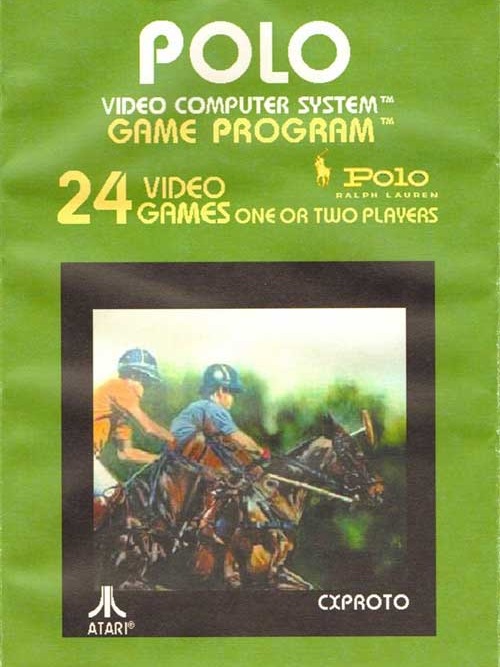 POLO
VIDEO COMPUTER SYSTEM™
GAME PROGRAM™
24 VIDEO GAMES ONE OR TWO PLAYERS
Polo
RALPH LAUREN
CXPROTO
ATARI®